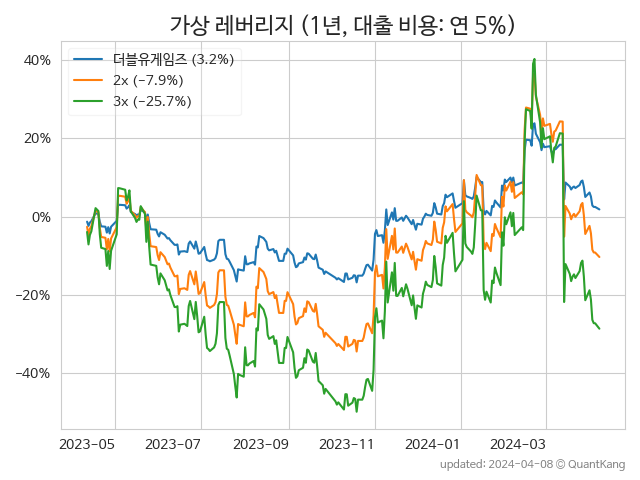 가상 레버리지 (1년, 대출 비용: 연 5%)
더블유게임즈 (3.2%)
2x (−7.9%)
3x (−25.7%)
40%
20%
0%
−20%
−40%
2023−05
2023−07
2023−09
2023−11
2024−01
2024−03
updated: 2024-04-08 © QuantKang